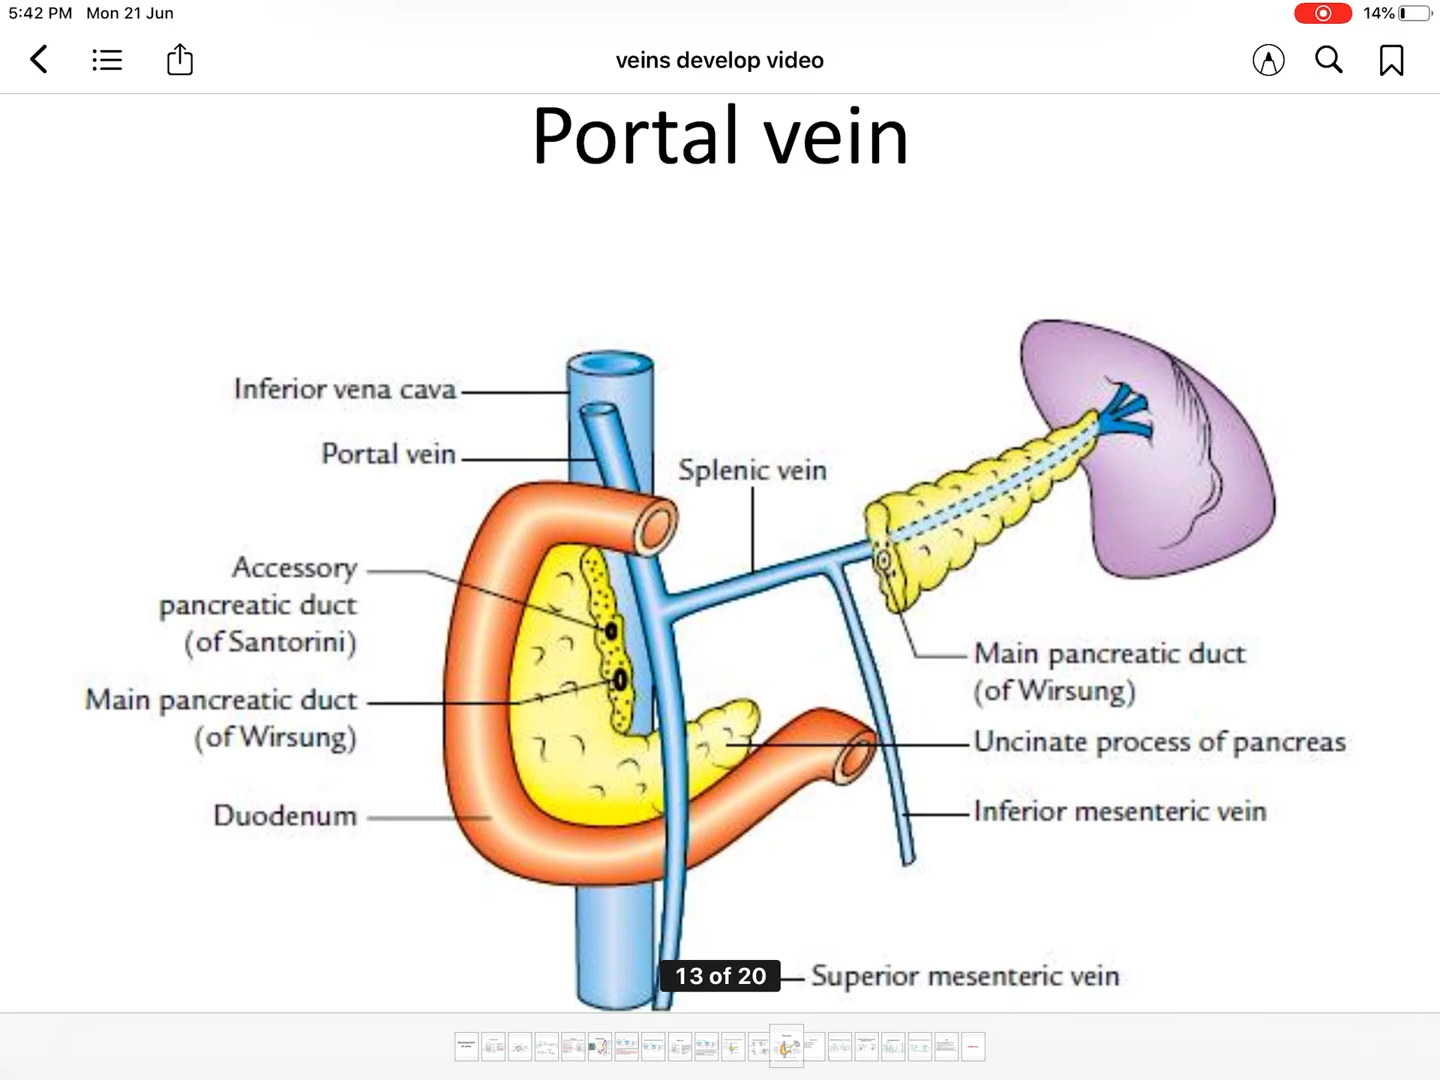 5:42 PM Mon 21 Jun
14%
veins develop video
Portal vein
Inferior vena cava
Portal vein
Splenic vein
Accessory
pancreatic duct
(of Santorini)
Main pancreatic duct
(of Wirsung)
Main pancreatic duct
(of Wirsung)
Uncinate process of pancreas
Duodenum
Inferior mesenteric vein
13 of 20
Superior mesenteric vein